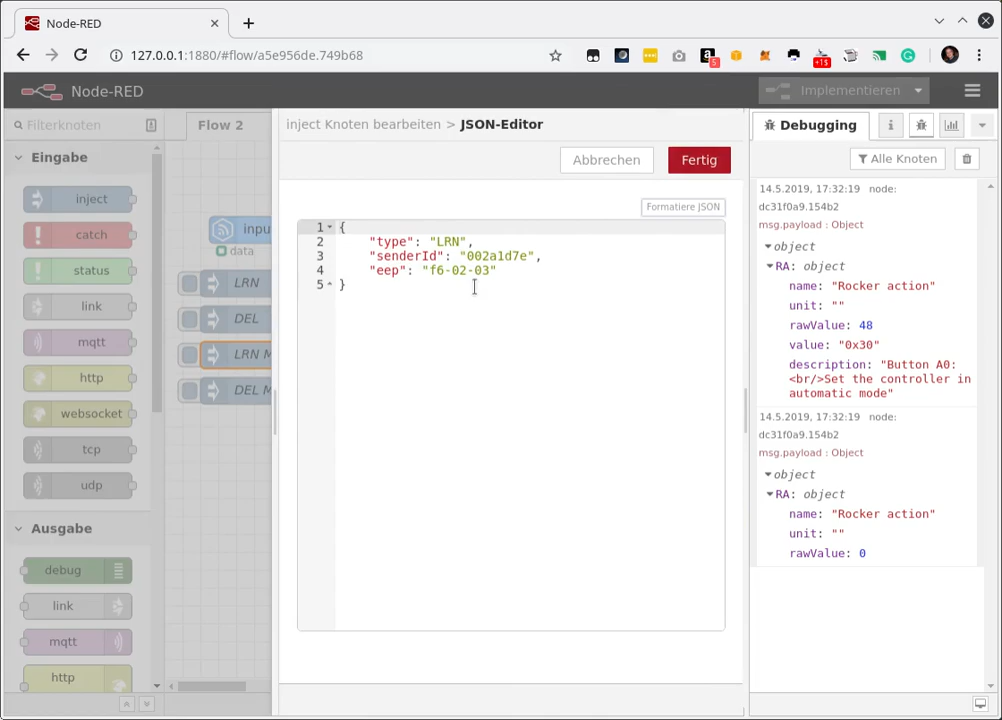 Node-RED
127.0.0.1:1880/#flow/a5e956de.749b68
5
+1$
Node-RED
Implementieren
Filterknoten
Flow 2
inject Knoten bearbeiten > JSON-Editor
Debugging
Abbrechen
Fertig
Alle Knoten
Eingabe
inject
catch
status
link
mqtt
http
websocket
tcp
udp
Ausgabe
debug
link
mqtt
http
inpu
data
LRN
DEL
LRN M
DEL M
Formatiere JSON
1 {
2 "type": "LRN",
3 "senderId": "002a1d7e",
4 "eep": "f6-02-03"
5 }
14.5.2019, 17:32:19 node:
dc31f0a9.154b2
msg.payload : Object
object
RA: object
name: "Rocker action"
unit: ""
rawValue: 48
value: "0x30"
description: "Button A0:
<br/>Set the controller in
automatic mode"
14.5.2019, 17:32:19 node:
dc31f0a9.154b2
msg.payload : Object
object
RA: object
name: "Rocker action"
unit: ""
rawValue: 0